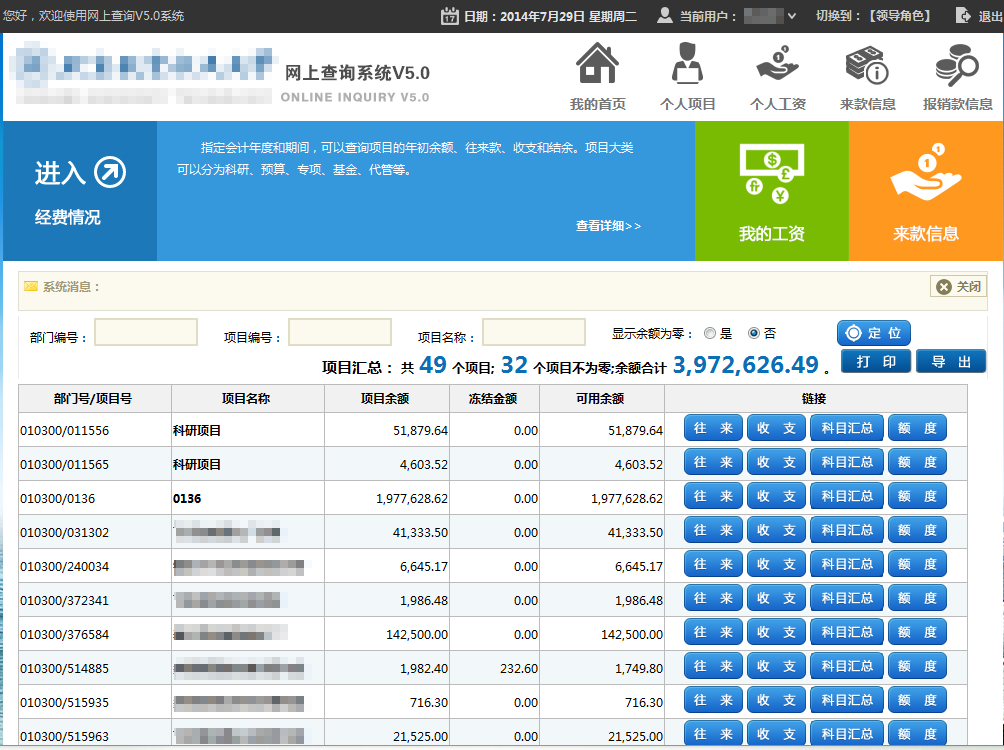 您好，欢迎使用网上查询V5.0系统 日期：2014年7月29日 星期周二 当前用户： 切换到：【领导角色】 退出
网上查询系统V5.0
ONLINE INQUIRY V5.0
我的首页 个人项目 个人工资 来款信息 报销款信息
进入
经费情况
指定会计年度和期间，可以查询项目的年初余额、往来款、收支和结余。项目大类
可以分为科研、预算、专项、基金、代管等。
查看详细>>
我的工资
来款信息
系统消息： 关闭
部门编号： 项目编号： 项目名称： 显示余额为零： 是 否 定 位
项目汇总： 共 49 个项目; 32 个项目不为零;余额合计 3,972,626.49 。 打 印 导 出
部门号/项目号 项目名称 项目余额 冻结金额 可用余额 链接
010300/011556 科研项目 51,879.64 0.00 51,879.64 往 来 收 支 科目汇总 额 度
010300/011565 科研项目 4,603.52 0.00 4,603.52 往 来 收 支 科目汇总 额 度
010300/0136 0136 1,977,628.62 0.00 1,977,628.62 往 来 收 支 科目汇总 额 度
010300/031302 41,333.50 0.00 41,333.50 往 来 收 支 科目汇总 额 度
010300/240034 6,645.17 0.00 6,645.17 往 来 收 支 科目汇总 额 度
010300/372341 1,986.48 0.00 1,986.48 往 来 收 支 科目汇总 额 度
010300/376584 142,500.00 0.00 142,500.00 往 来 收 支 科目汇总 额 度
010300/514885 1,982.40 232.60 1,749.80 往 来 收 支 科目汇总 额 度
010300/515935 716.30 0.00 716.30 往 来 收 支 科目汇总 额 度
010300/515963 21,525.00 0.00 21,525.00 往 来 收 支 科目汇总 额 度